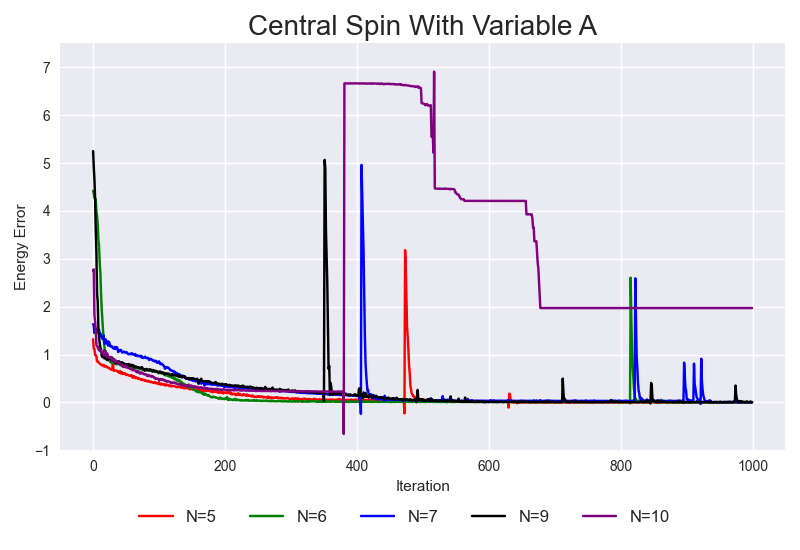 Central Spin With Variable A
7
6
5
4
3
2
1
0
−1
Energy Error
0 200 400 600 800 1000
Iteration
N=5 N=6 N=7 N=9 N=10